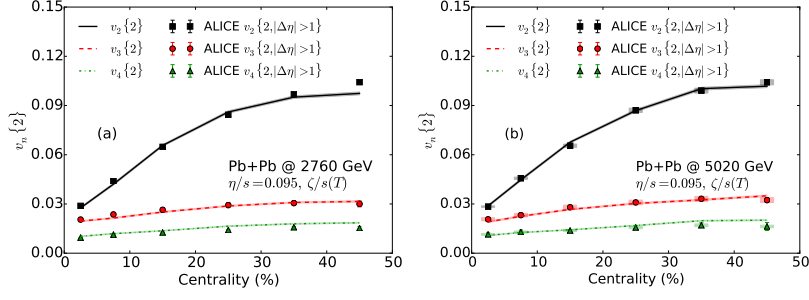 0.15
0.12
0.09
0.06
0.03
0.00
v_n{2}
v_2{2}
v_3{2}
v_4{2}
ALICE v_2{2,|Δη|>1}
ALICE v_3{2,|Δη|>1}
ALICE v_4{2,|Δη|>1}
(a)
Pb+Pb @ 2760 GeV
η/s=0.095, ζ/s(T)
0 10 20 30 40 50
Centrality (%)
0.15
0.12
0.09
0.06
0.03
0.00
v_n{2}
v_2{2}
v_3{2}
v_4{2}
ALICE v_2{2,|Δη|>1}
ALICE v_3{2,|Δη|>1}
ALICE v_4{2,|Δη|>1}
(b)
Pb+Pb @ 5020 GeV
η/s=0.095, ζ/s(T)
0 10 20 30 40 50
Centrality (%)